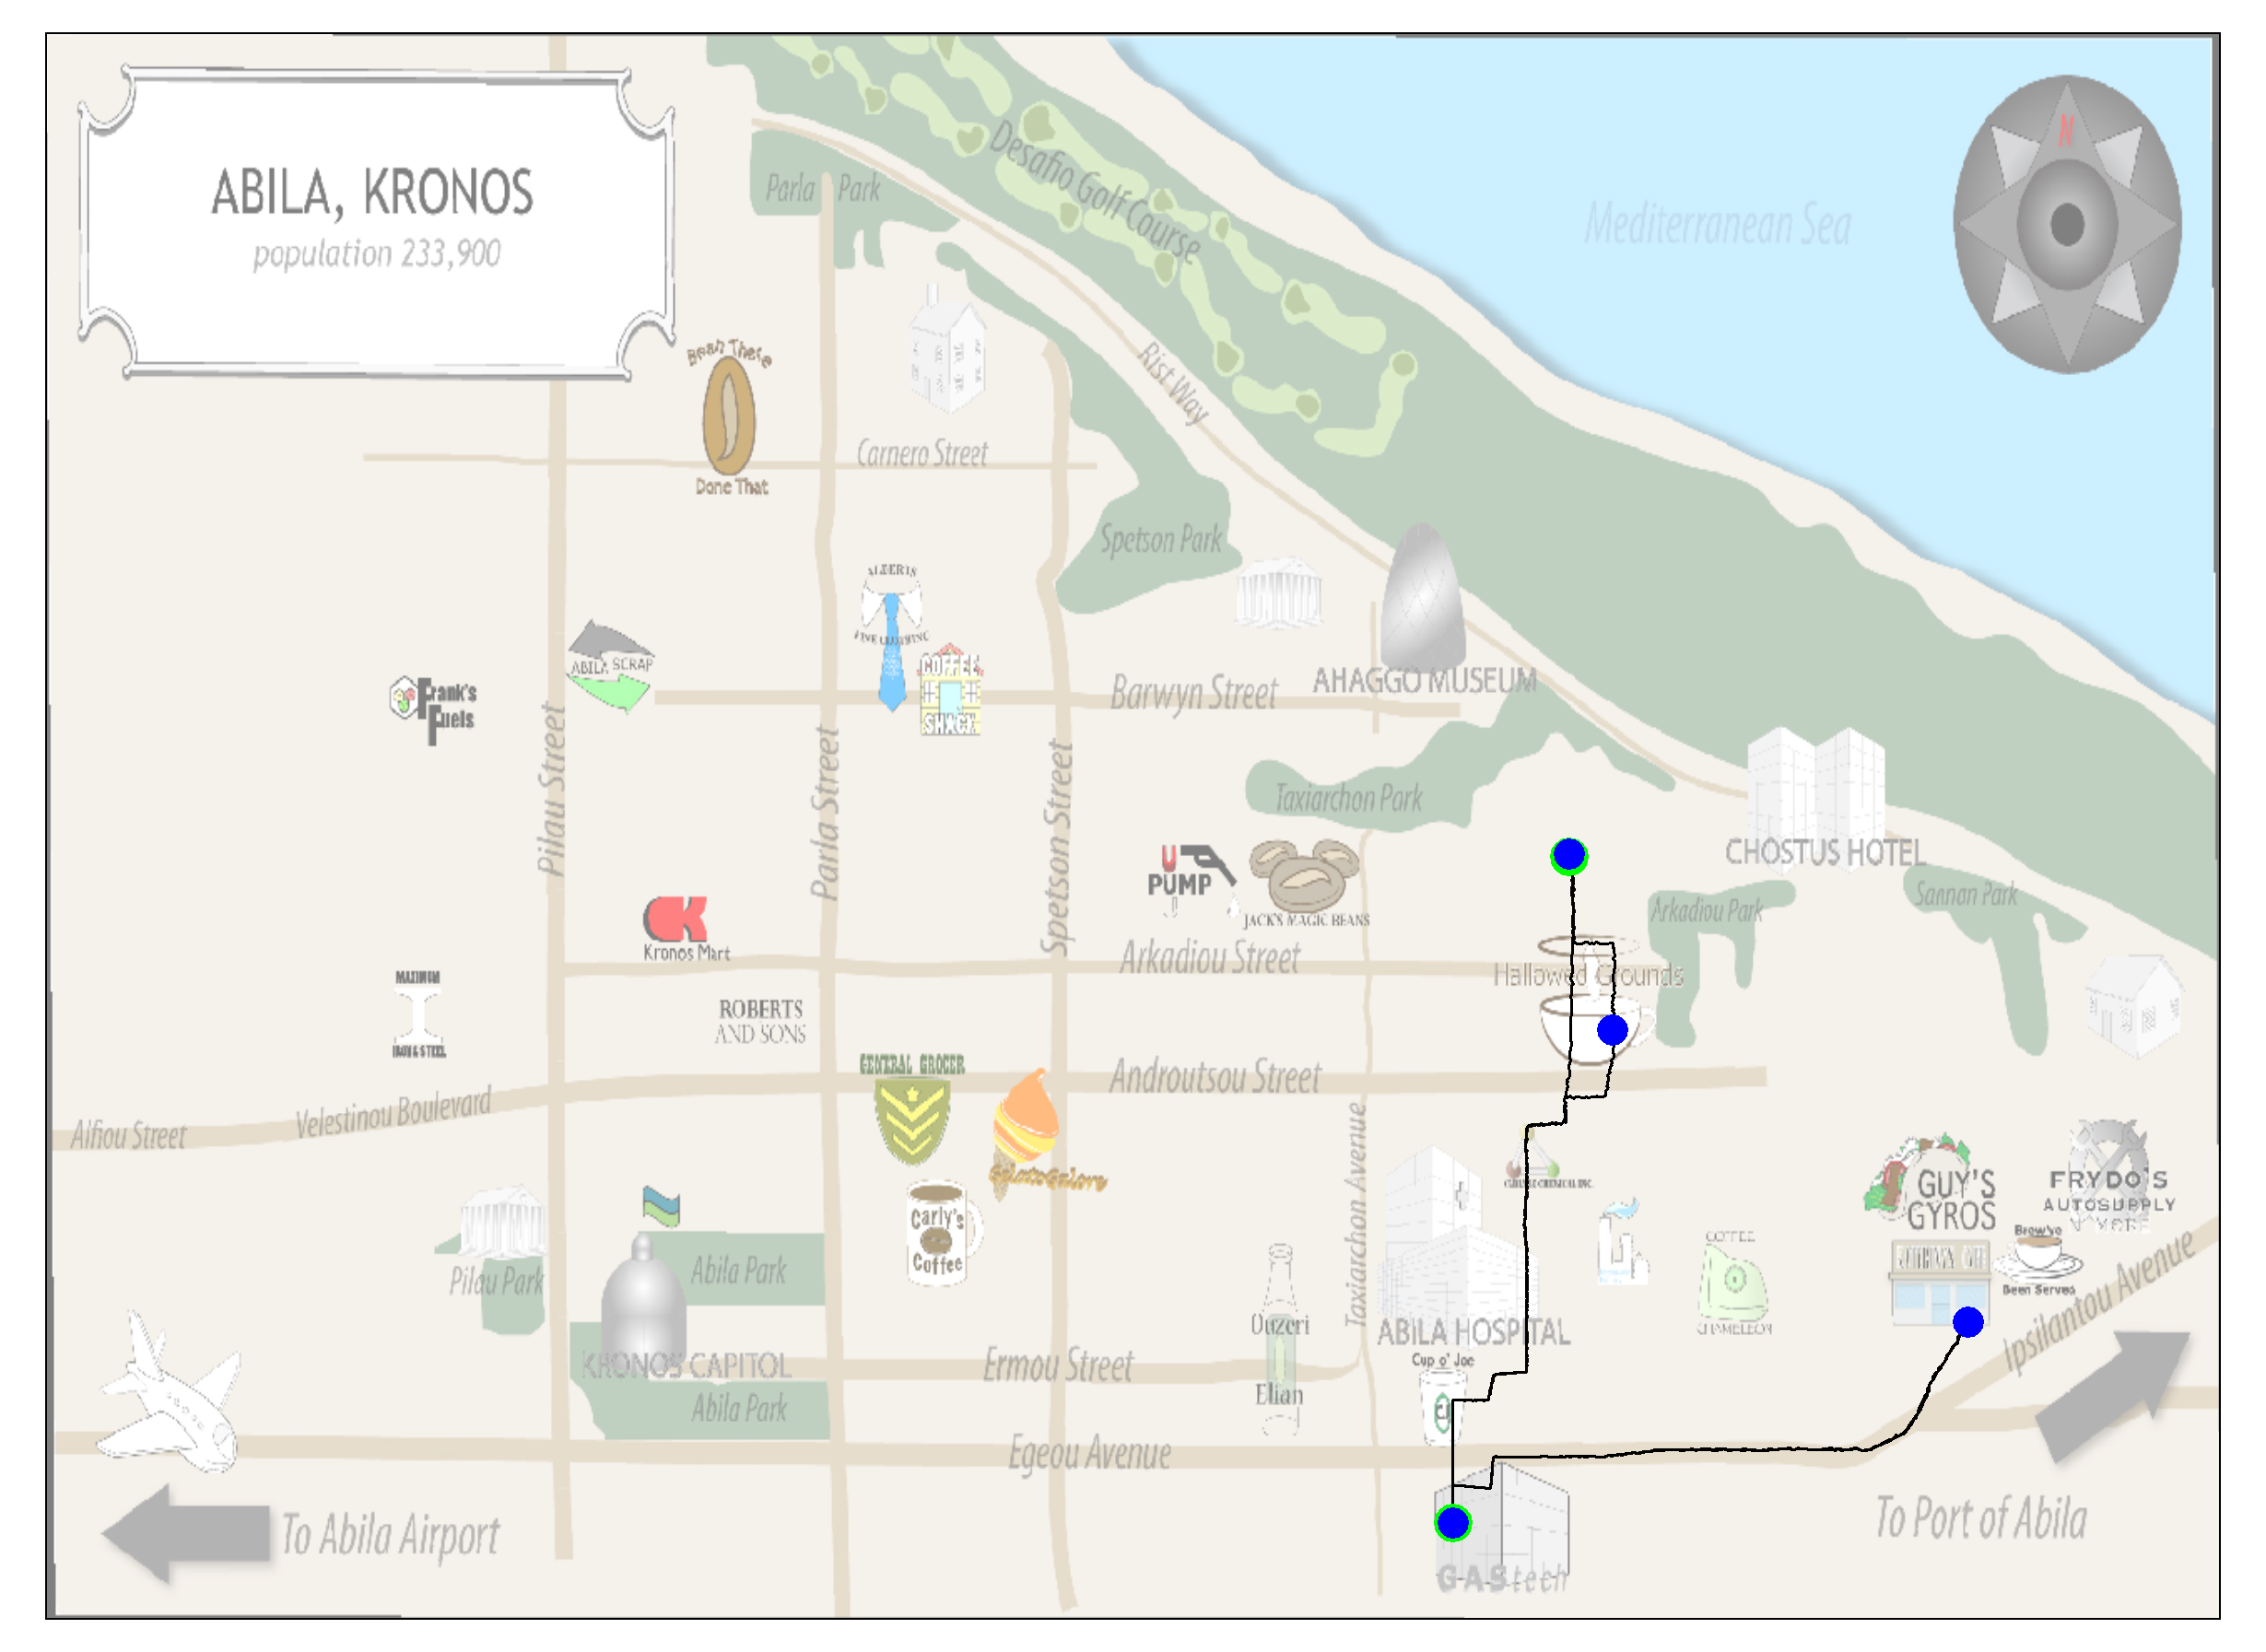 ABILA, KRONOS
population 233,900
N
Mediterranean Sea
Desafio Golf Course
Parla Park
Rist Way
Bean There
Done That
Carnero Street
Spetson Park
ALBERTS
AHAGGO MUSEUM
ABILA SCRAP
Frank's
Fuels
COFFEE
SHACK
Barwyn Street
Pilau Street
Parla Street
Spetson Street
Taxiarchon Park
CHOSTUS HOTEL
U
PUMP
JACK'S MAGIC BEANS
Arkadiou Park
Sannan Park
Kronos Mart
Arkadiou Street
Hallowed Grounds
MAXIMUM
IRON & STEEL
ROBERTS
AND SONS
GENERAL GROCER
Androutsou Street
Alfiou Street
Velestinou Boulevard
Taxiarchon Avenue
GelatoGalore
Carly's
Coffee
GUY'S
GYROS
FRYDO'S
AUTOSUPPLY
Brew've
Been Served
COFFEE
CHAMELEON
Pilau Park
Abila Park
Ouzeri
Elian
ABILA HOSPITAL
Cup o' Joe
KRONOS CAPITOL
Ermou Street
Abila Park
Ipsilantou Avenue
Egeou Avenue
To Abila Airport
To Port of Abila
GAStech